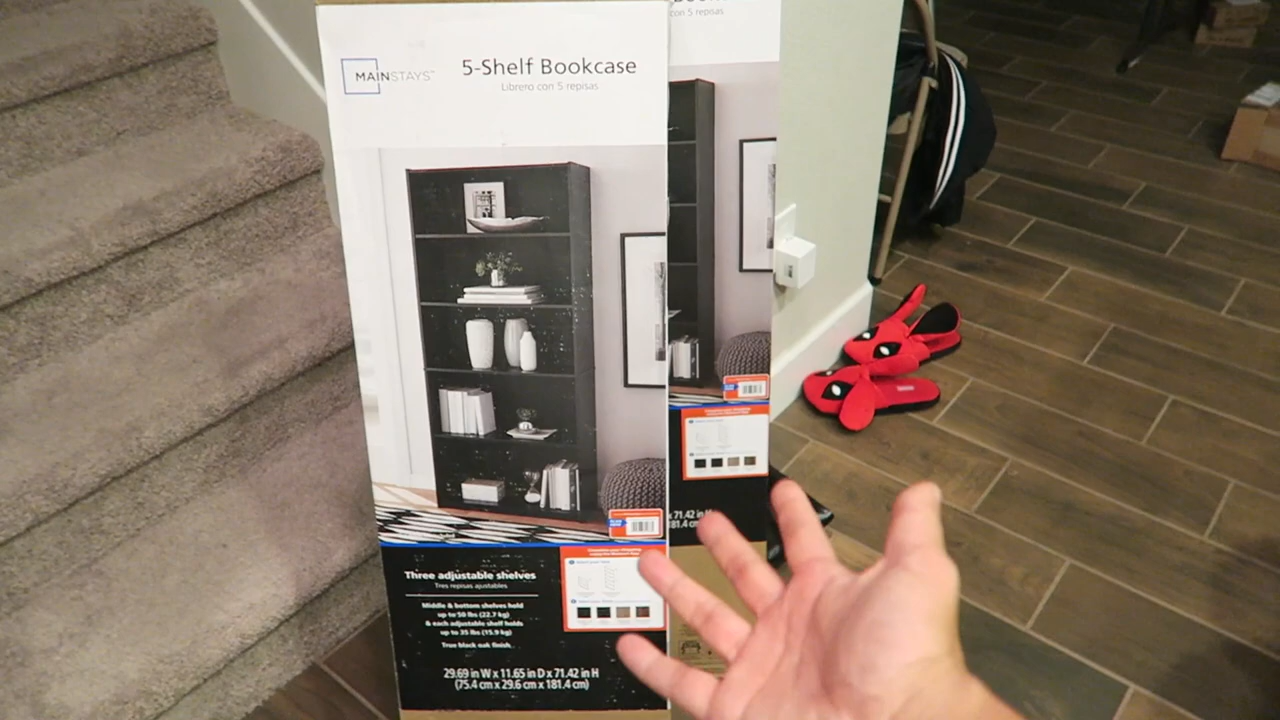 MAINSTAYS™
5-Shelf Bookcase
Librero con 5 repisas
con 5 repisas
Three adjustable shelves
Tres repisas ajustables
Middle & bottom shelves hold
up to 50 lbs (22.7 kg)
& each adjustable shelf holds
up to 35 lbs (15.9 kg)
True black oak finish.
29.69 in W x 11.65 in D x 71.42 in H
(75.4 cm x 29.6 cm x 181.4 cm)
x 71.42 in H
181.4 cm